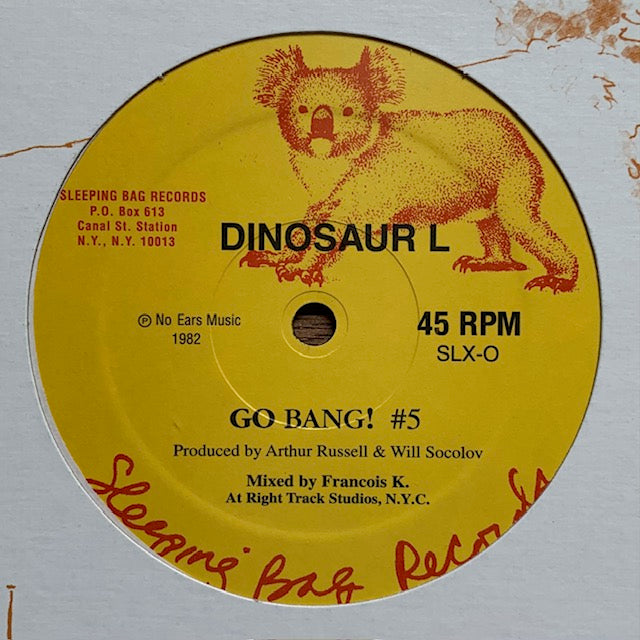 SLEEPING BAG RECORDS
P.O. Box 613
Canal St. Station
N.Y., N.Y. 10013
DINOSAUR L
℗ No Ears Music
1982
45 RPM
SLX-O
GO BANG! #5
Produced by Arthur Russell & Will Socolov
Mixed by Francois K.
At Right Track Studios, N.Y.C.
Sleeping Bag Records